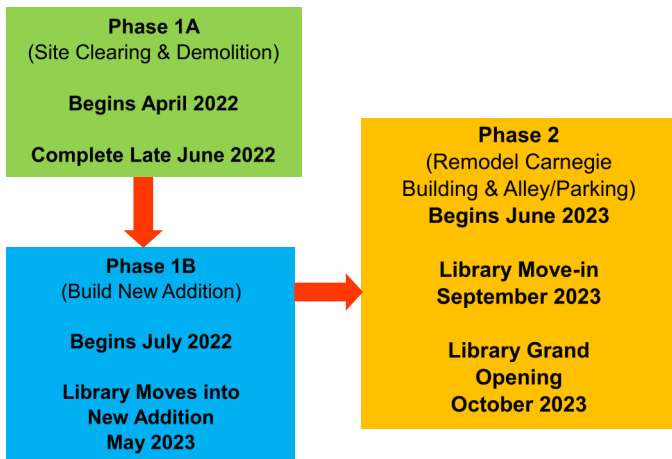 Phase 1A
(Site Clearing & Demolition)
Begins April 2022
Complete Late June 2022
Phase 1B
(Build New Addition)
Begins July 2022
Library Moves into
New Addition
May 2023
Phase 2
(Remodel Carnegie
Building & Alley/Parking)
Begins June 2023
Library Move-in
September 2023
Library Grand
Opening
October 2023